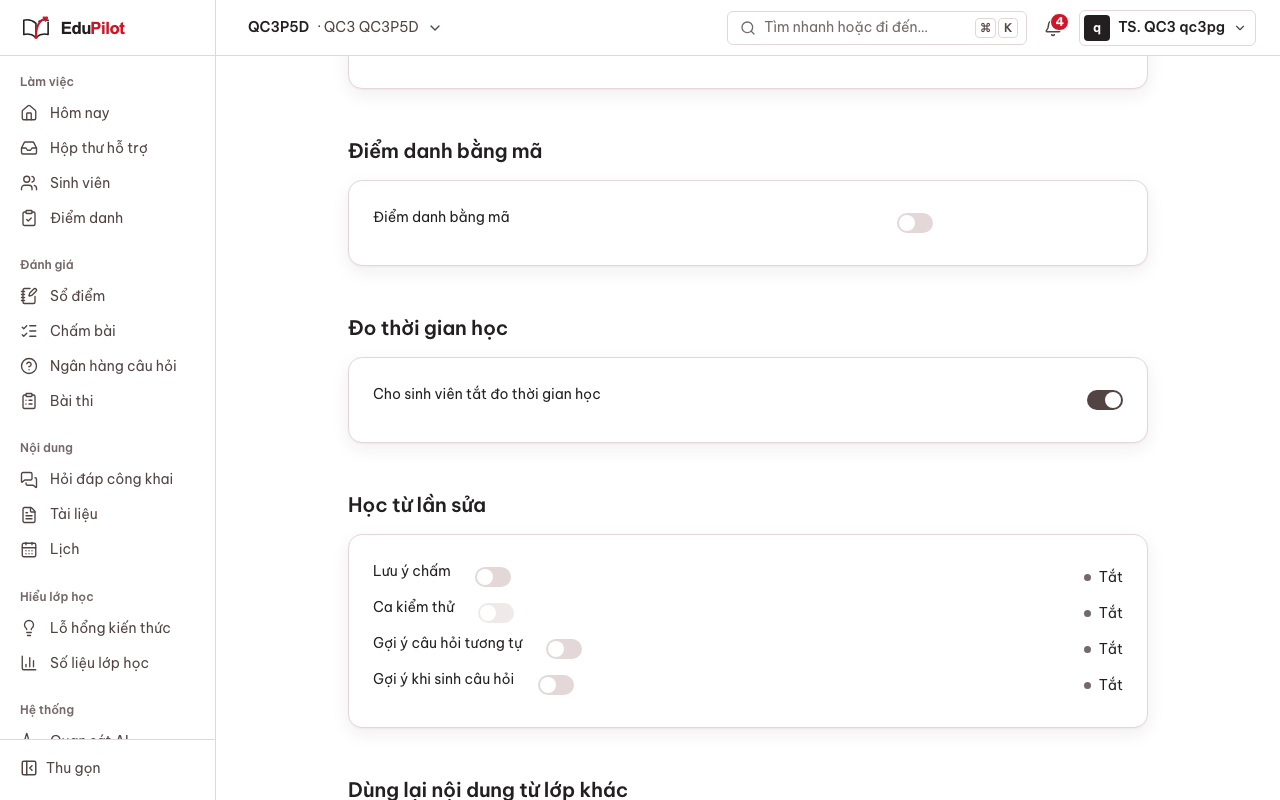 EduPilot
QC3P5D · QC3 QC3P5D
Tìm nhanh hoặc đi đến... ⌘ K
4
q TS. QC3 qc3pg
Làm việc
Hôm nay
Hộp thư hỗ trợ
Sinh viên
Điểm danh
Đánh giá
Sổ điểm
Chấm bài
Ngân hàng câu hỏi
Bài thi
Nội dung
Hỏi đáp công khai
Tài liệu
Lịch
Hiểu lớp học
Lỗ hổng kiến thức
Số liệu lớp học
Hệ thống
Quan sát AI
Thu gọn
Điểm danh bằng mã
Điểm danh bằng mã
Đo thời gian học
Cho sinh viên tắt đo thời gian học
Học từ lần sửa
Lưu ý chấm Tắt
Ca kiểm thử Tắt
Gợi ý câu hỏi tương tự Tắt
Gợi ý khi sinh câu hỏi Tắt
Dùng lại nội dung từ lớp khác